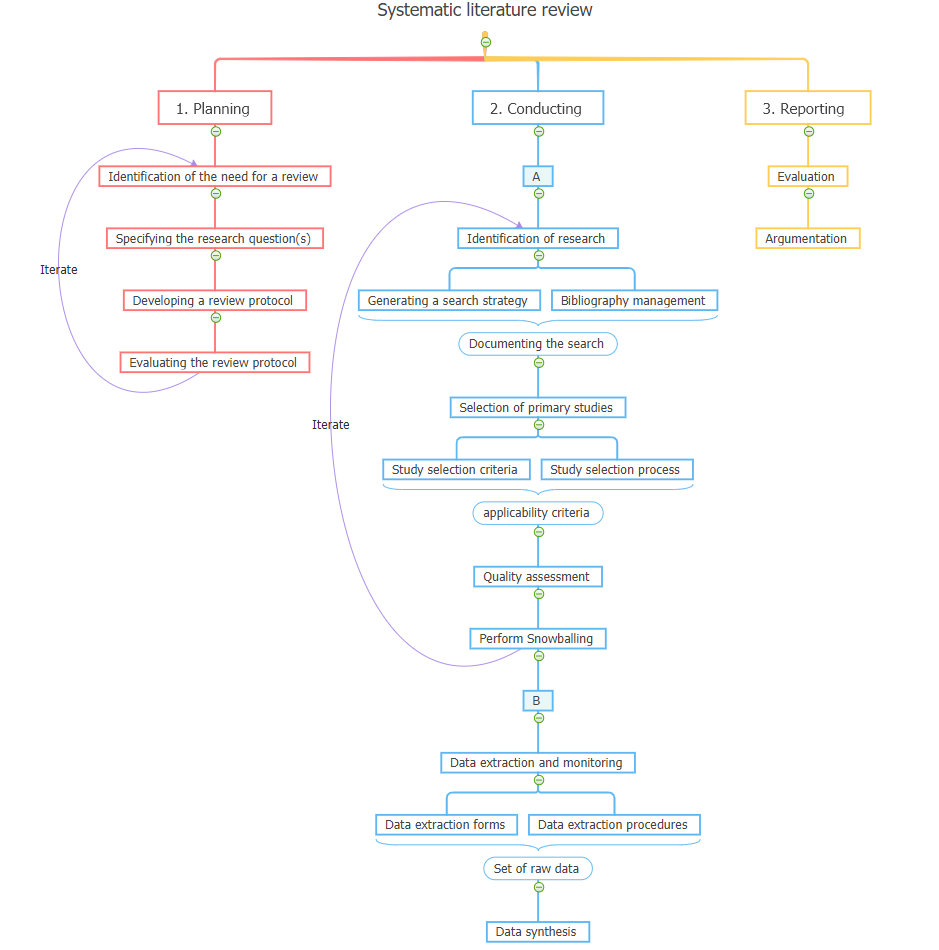 Systematic literature review
1. Planning
2. Conducting
3. Reporting
Identification of the need for a review
A
Evaluation
Specifying the research question(s)
Identification of research
Argumentation
Iterate
Developing a review protocol
Generating a search strategy
Bibliography management
Documenting the search
Evaluating the review protocol
Selection of primary studies
Iterate
Study selection criteria
Study selection process
applicability criteria
Quality assessment
Perform Snowballing
B
Data extraction and monitoring
Data extraction forms
Data extraction procedures
Set of raw data
Data synthesis